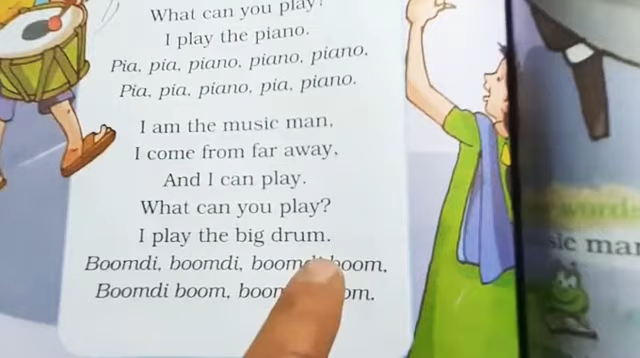 What can you play?
I play the piano.
Pia, pia, piano, piano, piano,
Pia, pia, piano, pia, piano.
I am the music man,
I come from far away,
And I can play.
What can you play?
I play the big drum.
Boomdi, boomdi, boomdi boom,
Boomdi boom,